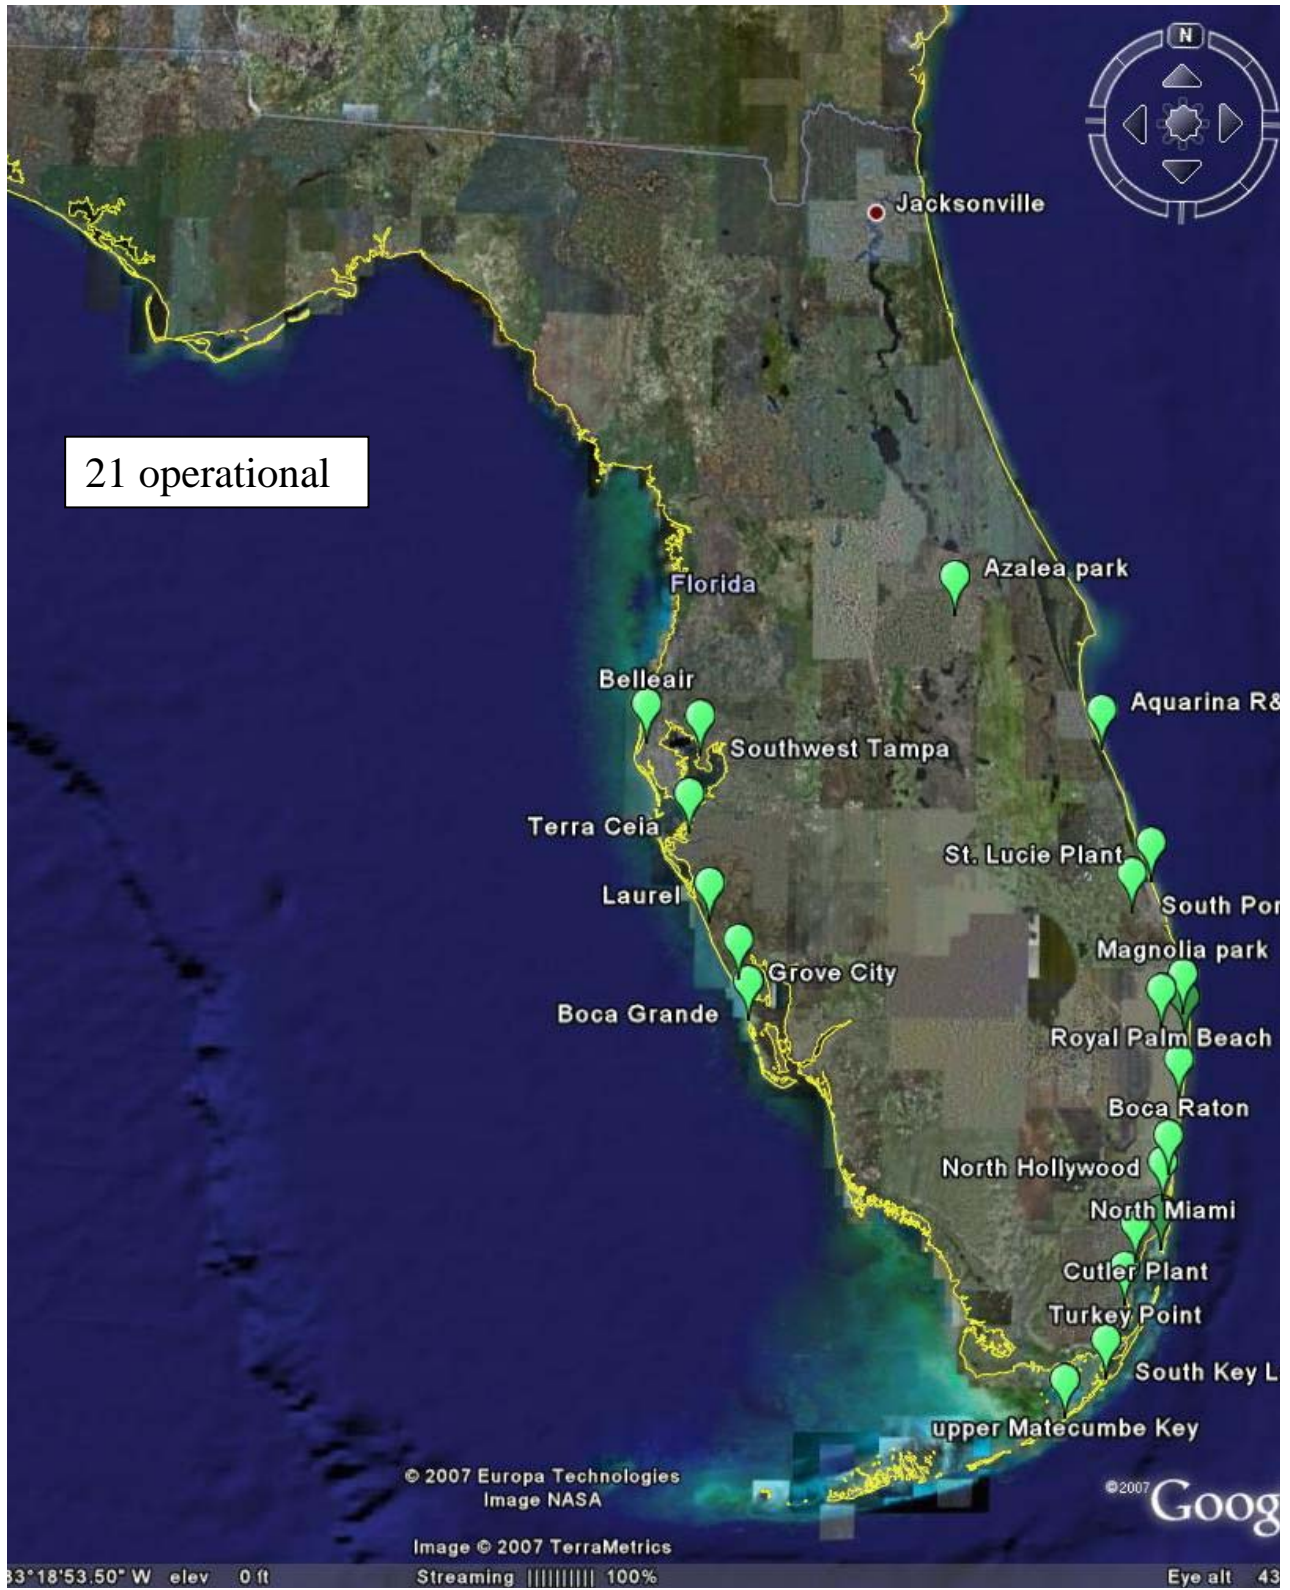 N
Jacksonville
21 operational
Azalea park
Florida
Belleair
Aquarina R&
Southwest Tampa
Terra Ceia
St. Lucie Plant
Laurel
South Por
Magnolia park
Grove City
Boca Grande
Royal Palm Beach
Boca Raton
North Hollywood
North Miami
Cutler Plant
Turkey Point
South Key L
upper Matecumbe Key
© 2007 Europa Technologies
Image NASA
©2007 Goog
Image © 2007 TerraMetrics
33°18'53.50" W elev 0 ft Streaming |||||||||| 100% Eye alt 43